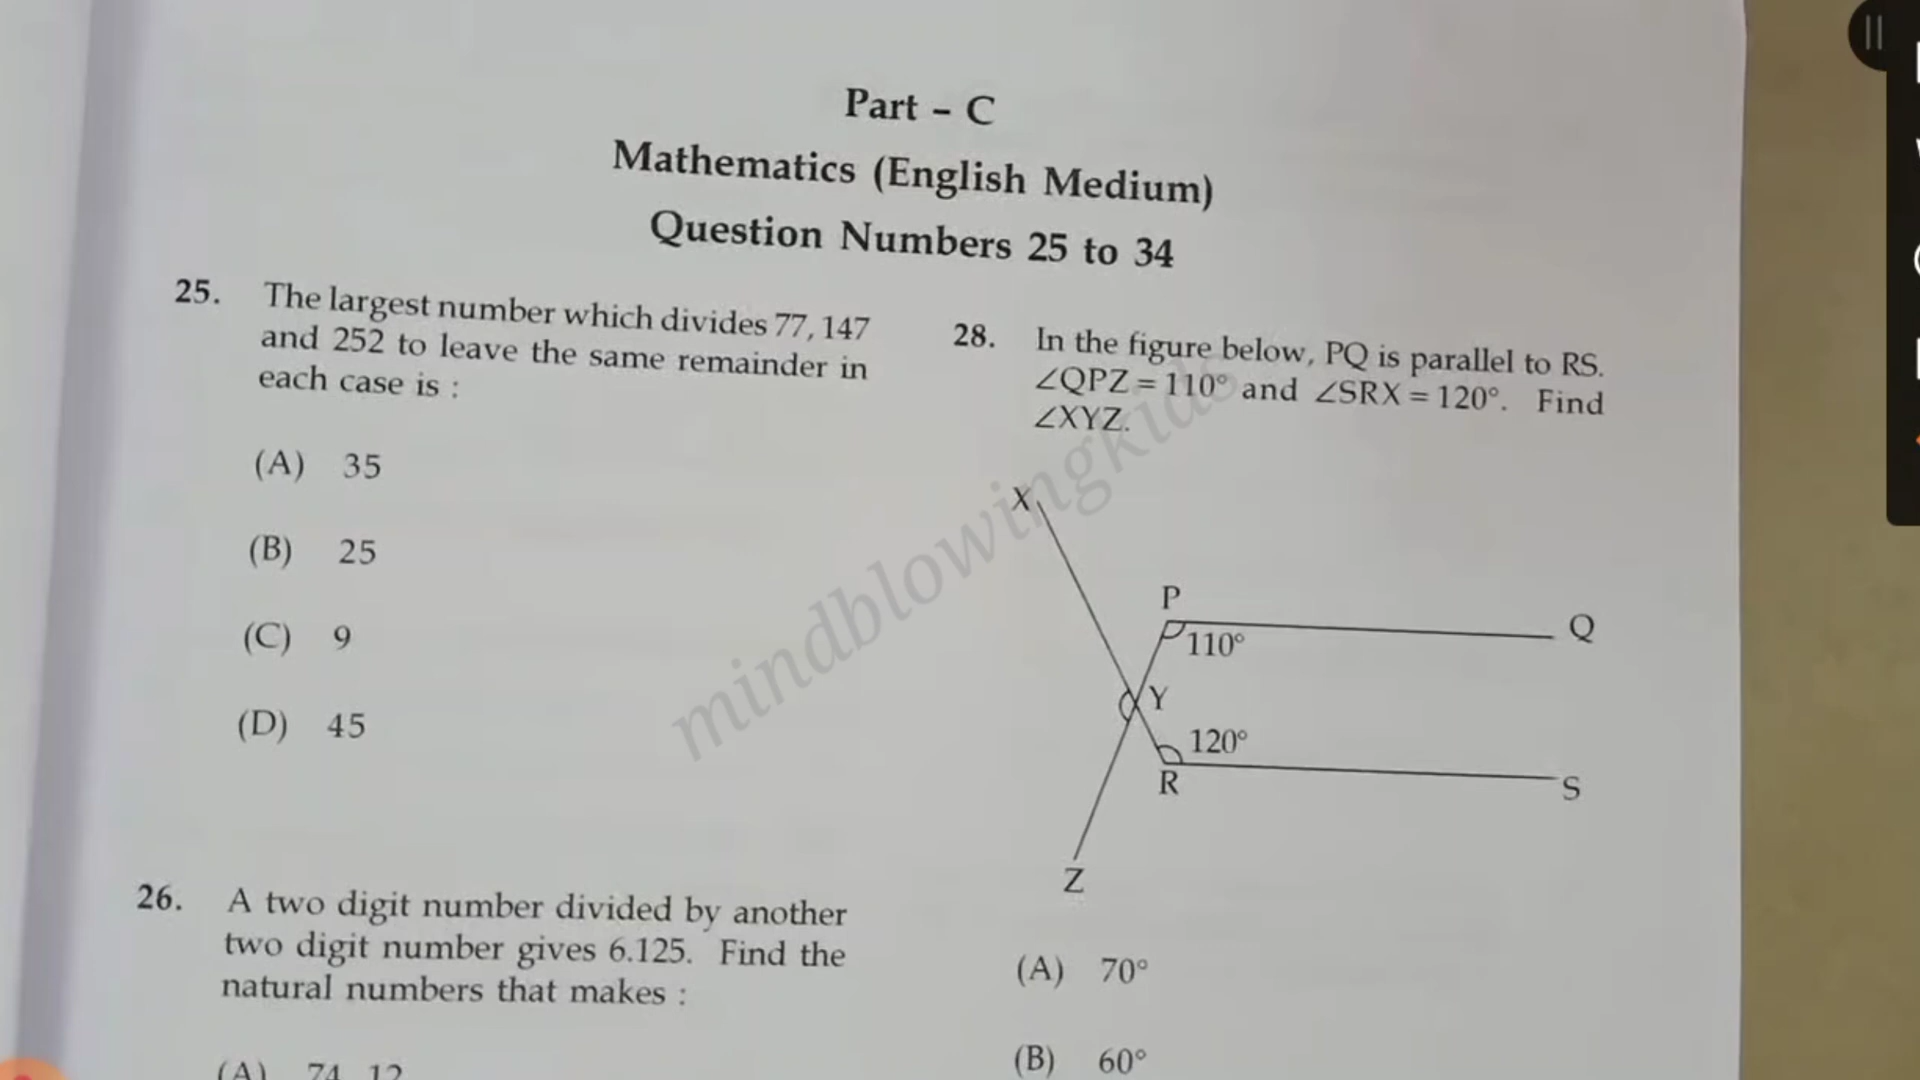 Part – C
Mathematics (English Medium)
Question Numbers 25 to 34
25. The largest number which divides 77, 147
and 252 to leave the same remainder in
each case is :
(A) 35
(B) 25
(C) 9
(D) 45
26. A two digit number divided by another
two digit number gives 6.125. Find the
natural numbers that makes :
(A) 74, 12
28. In the figure below, PQ is parallel to RS.
∠QPZ = 110° and ∠SRX = 120°. Find
∠XYZ.
X
P
Q
110°
Y
120°
R
S
Z
(A) 70°
(B) 60°
mindblowingkids